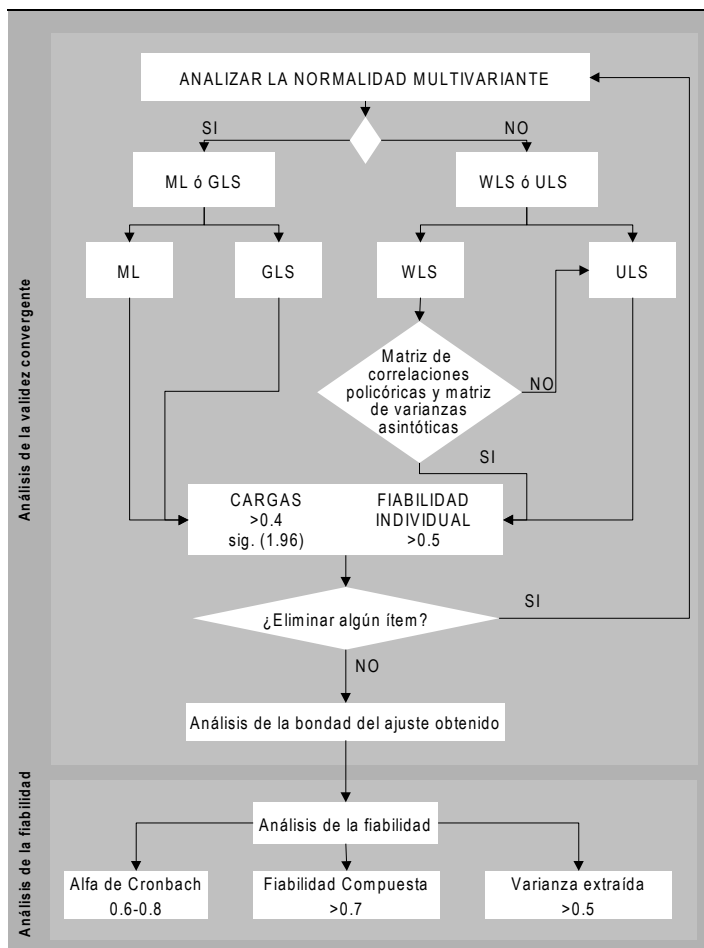 ANALIZAR LA NORMALIDAD MULTIVARIANTE
SI
NO
ML ó GLS
WLS ó ULS
ML
GLS
WLS
ULS
Matriz de
correlaciones
policóricas y matriz
de varianzas
asintóticas
NO
SI
CARGAS
>0.4
sig. (1.96)
FIABILIDAD
INDIVIDUAL
>0.5
¿Eliminar algún ítem?
SI
NO
Análisis de la bondad del ajuste obtenido
Análisis de la validez convergente
Análisis de la fiabilidad
Alfa de Cronbach
0.6-0.8
Fiabilidad Compuesta
>0.7
Varianza extraída
>0.5
Análisis de la fiabilidad